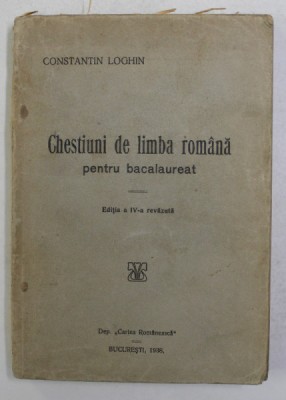 CONSTANTIN LOGHIN
Chestiuni de limba română
pentru bacalaureat
Ediția a IV-a revăzută
Dep. „Cartea Românească"
BUCUREȘTI, 1936.